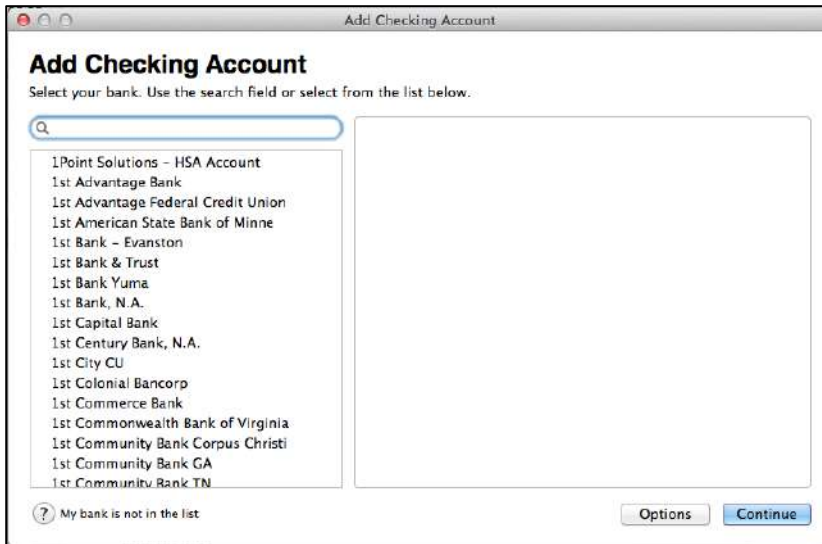 Add Checking Account
Add Checking Account
Select your bank. Use the search field or select from the list below.
1Point Solutions – HSA Account
1st Advantage Bank
1st Advantage Federal Credit Union
1st American State Bank of Minne
1st Bank – Evanston
1st Bank & Trust
1st Bank Yuma
1st Bank, N.A.
1st Capital Bank
1st Century Bank, N.A.
1st City CU
1st Colonial Bancorp
1st Commerce Bank
1st Commonwealth Bank of Virginia
1st Community Bank Corpus Christi
1st Community Bank GA
1st Community Bank TN
? My bank is not in the list
Options
Continue